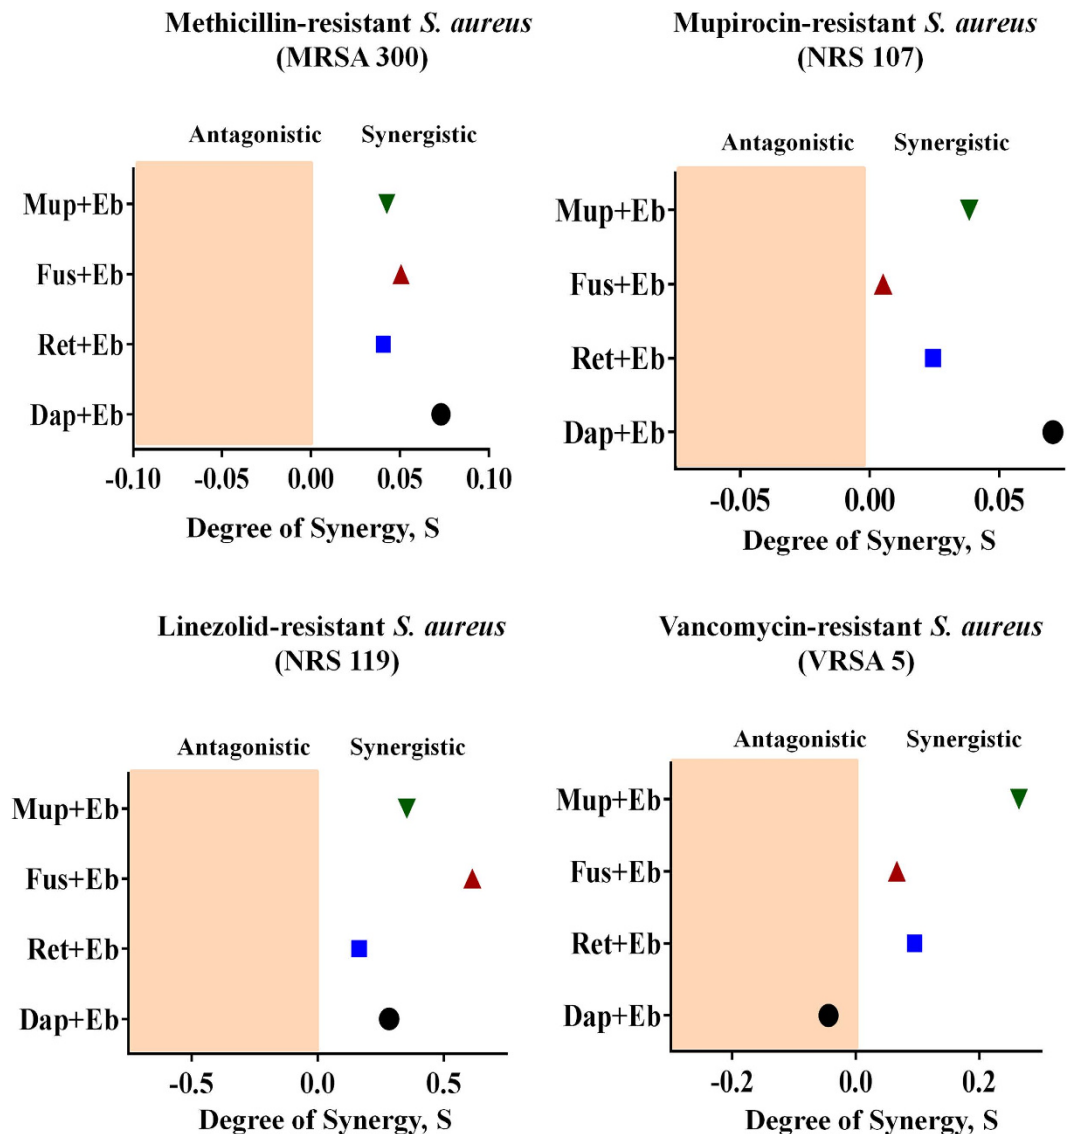 Methicillin-resistant S. aureus
(MRSA 300)
Antagonistic Synergistic
Mup+Eb
Fus+Eb
Ret+Eb
Dap+Eb
-0.10 -0.05 0.00 0.05 0.10
Degree of Synergy, S
Mupirocin-resistant S. aureus
(NRS 107)
Antagonistic Synergistic
Mup+Eb
Fus+Eb
Ret+Eb
Dap+Eb
-0.05 0.00 0.05
Degree of Synergy, S
Linezolid-resistant S. aureus
(NRS 119)
Antagonistic Synergistic
Mup+Eb
Fus+Eb
Ret+Eb
Dap+Eb
-0.5 0.0 0.5
Degree of Synergy, S
Vancomycin-resistant S. aureus
(VRSA 5)
Antagonistic Synergistic
Mup+Eb
Fus+Eb
Ret+Eb
Dap+Eb
-0.2 0.0 0.2
Degree of Synergy, S